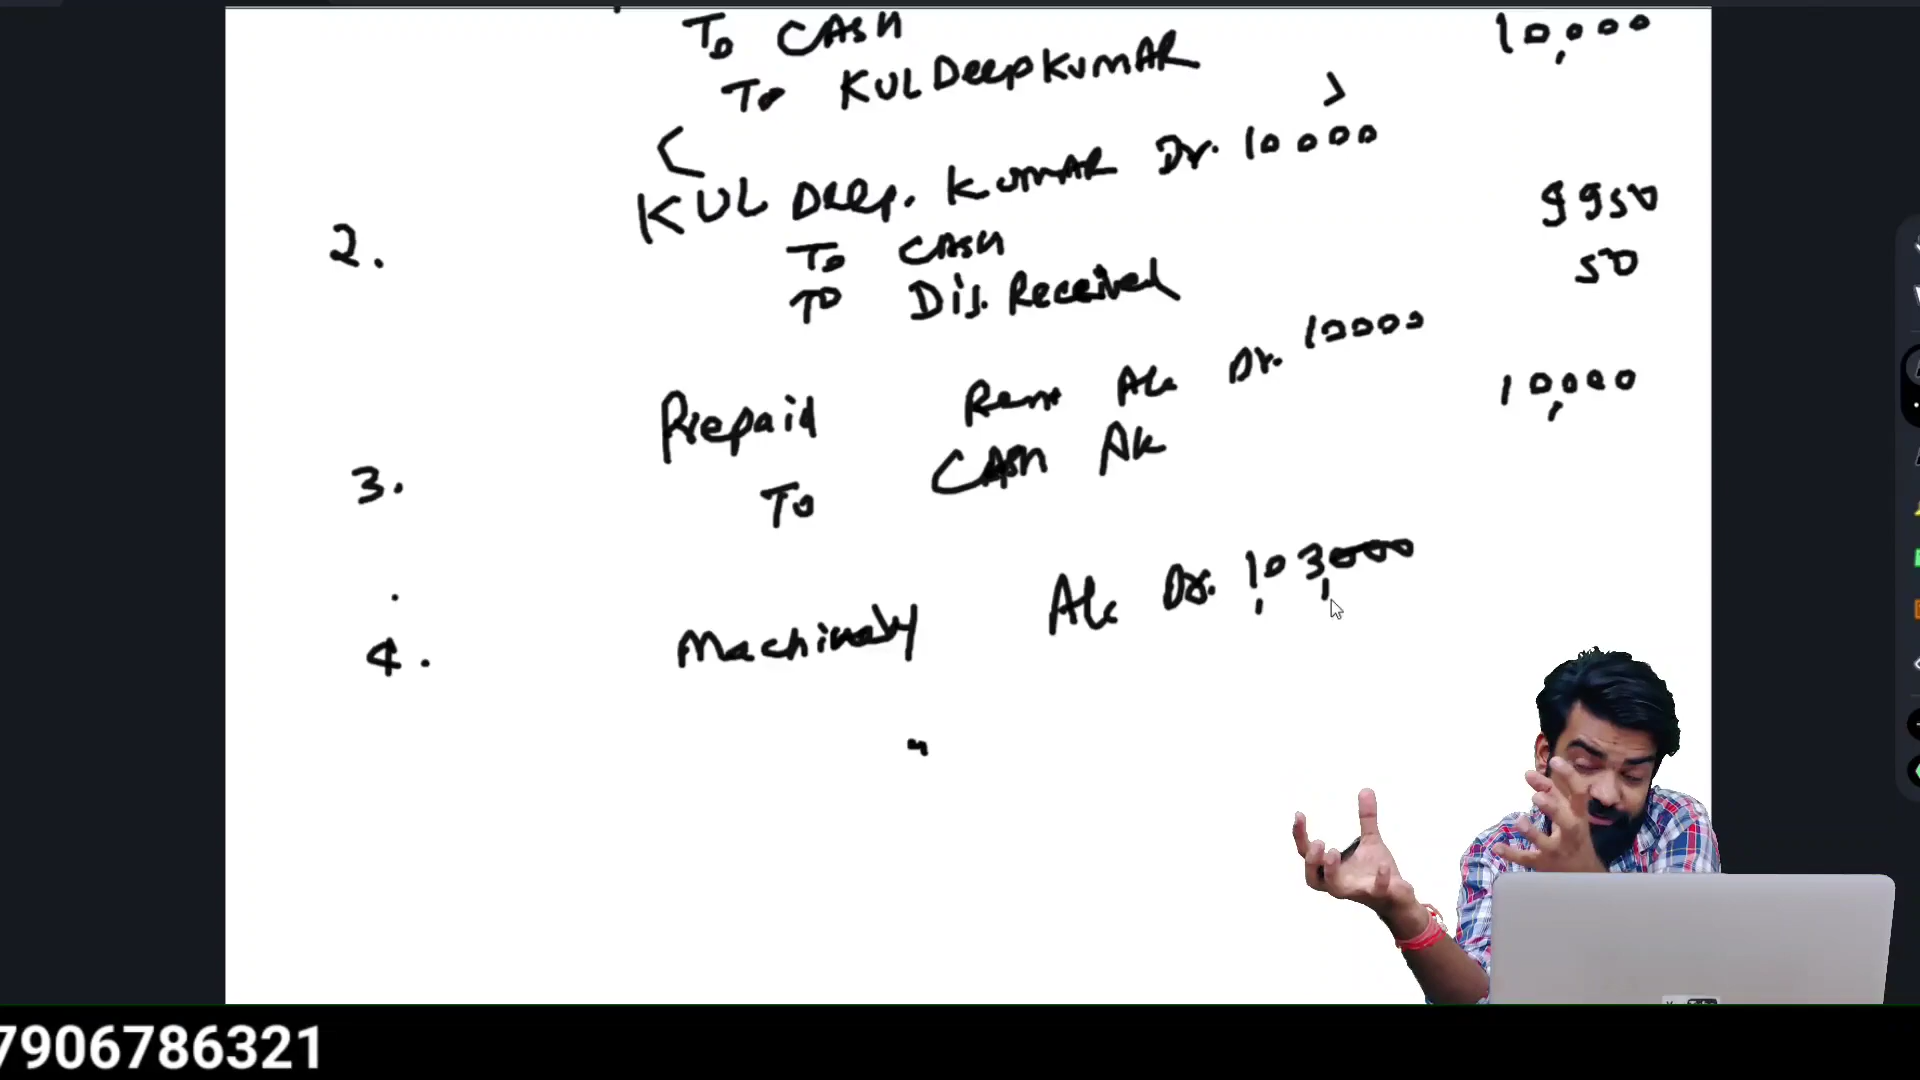 To CASH 10,000
To KULDeepKUMAR
< >
2. KUL Deep. KUMAR Dr. 10000
To CASH 9950
To Dis. Received 50
3. Prepaid Rent A/c Dr. 10000
To CASH A/c 10,000
4. Machinery A/c Dr. 1,03,000
7906786321